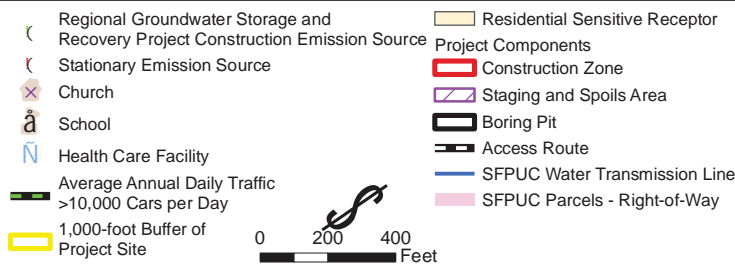 Regional Groundwater Storage and
Recovery Project Construction Emission Source
Stationary Emission Source
Church
School
Health Care Facility
Average Annual Daily Traffic
>10,000 Cars per Day
1,000-foot Buffer of
Project Site
0 200 400
Feet
Residential Sensitive Receptor
Project Components
Construction Zone
Staging and Spoils Area
Boring Pit
Access Route
SFPUC Water Transmission Line
SFPUC Parcels - Right-of-Way